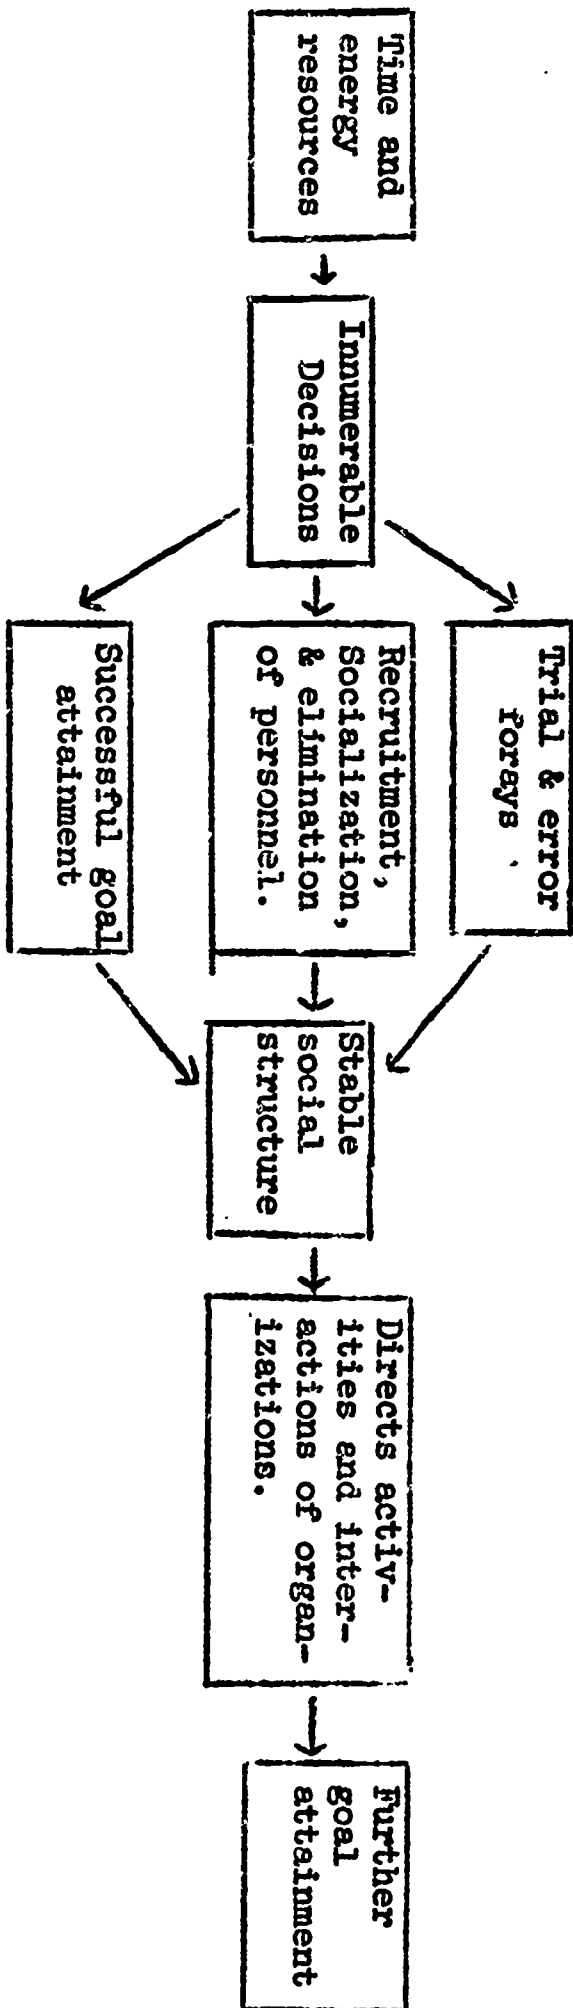 Time and
energy
resources
Innumerable
Decisions
Trial & error
forays .
Recruitment,
Socialization,
& elimination
of personnel.
Successful goal
attainment
Stable
social
structure
Directs activ-
ities and inter-
actions of organ-
izations.
Further
goal
attainment